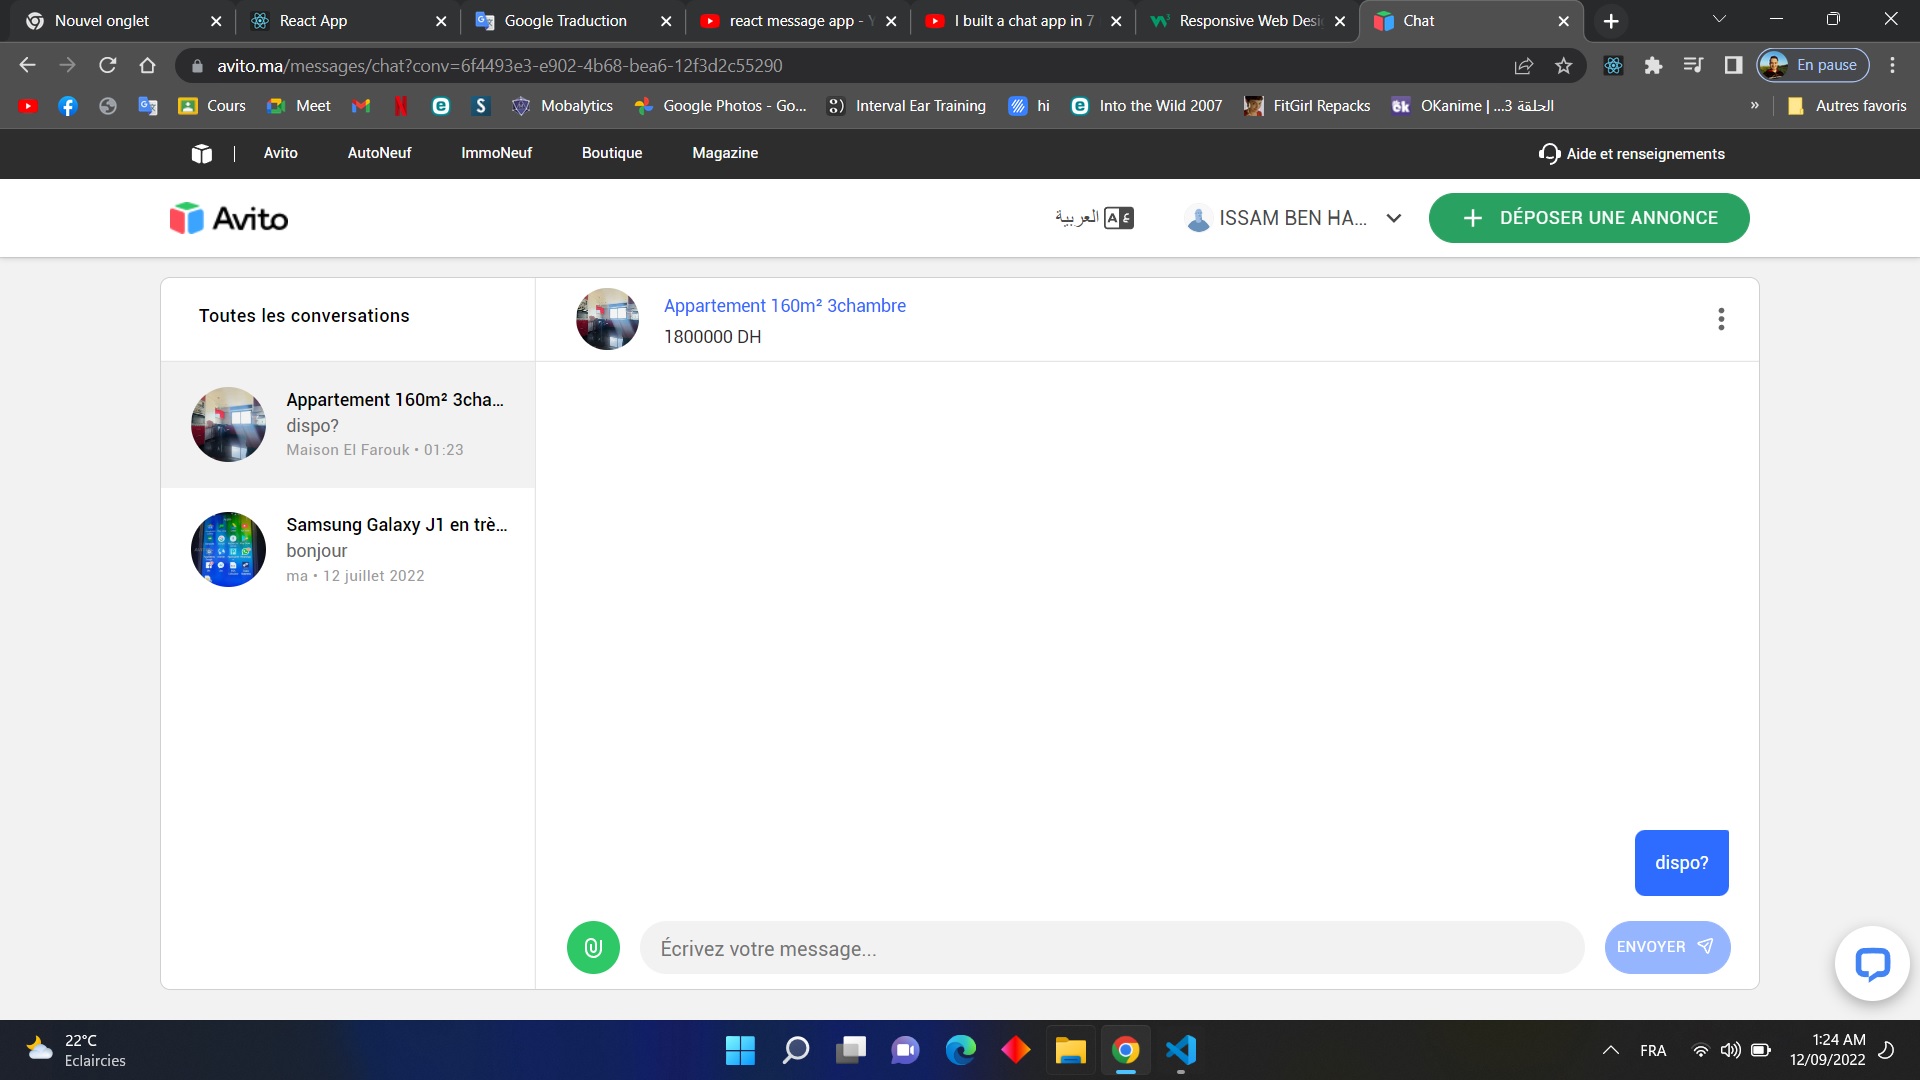 Nouvel onglet
React App
Google Traduction
react message app - Y
I built a chat app in 7
Responsive Web Desi
Chat
avito.ma/messages/chat?conv=6f4493e3-e902-4b68-bea6-12f3d2c55290
En pause
Cours
Meet
Mobalytics
Google Photos - Go...
Interval Ear Training
hi
Into the Wild 2007
FitGirl Repacks
OKanime | ...3 الحلقة
»
Autres favoris
Avito
AutoNeuf
ImmoNeuf
Boutique
Magazine
Aide et renseignements
Avito
العربية
ISSAM BEN HA...
+ DÉPOSER UNE ANNONCE
Toutes les conversations
Appartement 160m² 3cha...
dispo?
Maison El Farouk • 01:23
Samsung Galaxy J1 en trè...
bonjour
ma • 12 juillet 2022
Appartement 160m² 3chambre
1800000 DH
dispo?
Écrivez votre message...
ENVOYER
22°C
Eclaircies
FRA
1:24 AM
12/09/2022